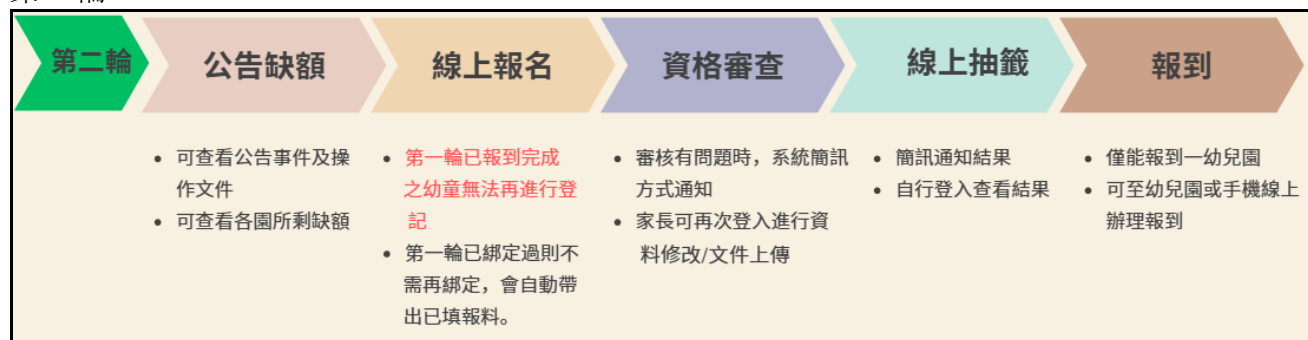 第二輪
公告缺額
線上報名
資格審查
線上抽籤
報到
• 可查看公告事件及操
作文件
• 可查看各園所剩缺額
• 第一輪已報到完成
之幼童無法再進行登
記
• 第一輪已綁定過則不
需再綁定，會自動帶
出已填報料。
• 審核有問題時，系統簡訊
方式通知
• 家長可再次登入進行資
料修改/文件上傳
• 簡訊通知結果
• 自行登入查看結果
• 僅能報到一幼兒園
• 可至幼兒園或手機線上
辦理報到